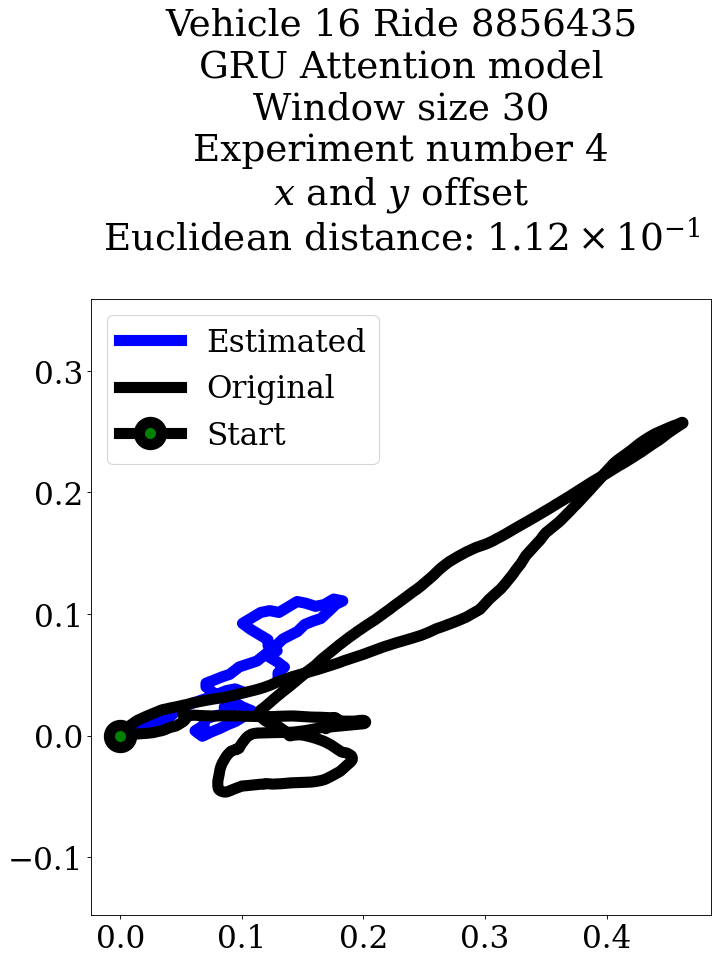 Vehicle 16 Ride 8856435
GRU Attention model
Window size 30
Experiment number 4
x and y offset
Euclidean distance: 1.12 × 10⁻¹
Estimated
Original
Start
0.3
0.2
0.1
0.0
−0.1
0.0 0.1 0.2 0.3 0.4